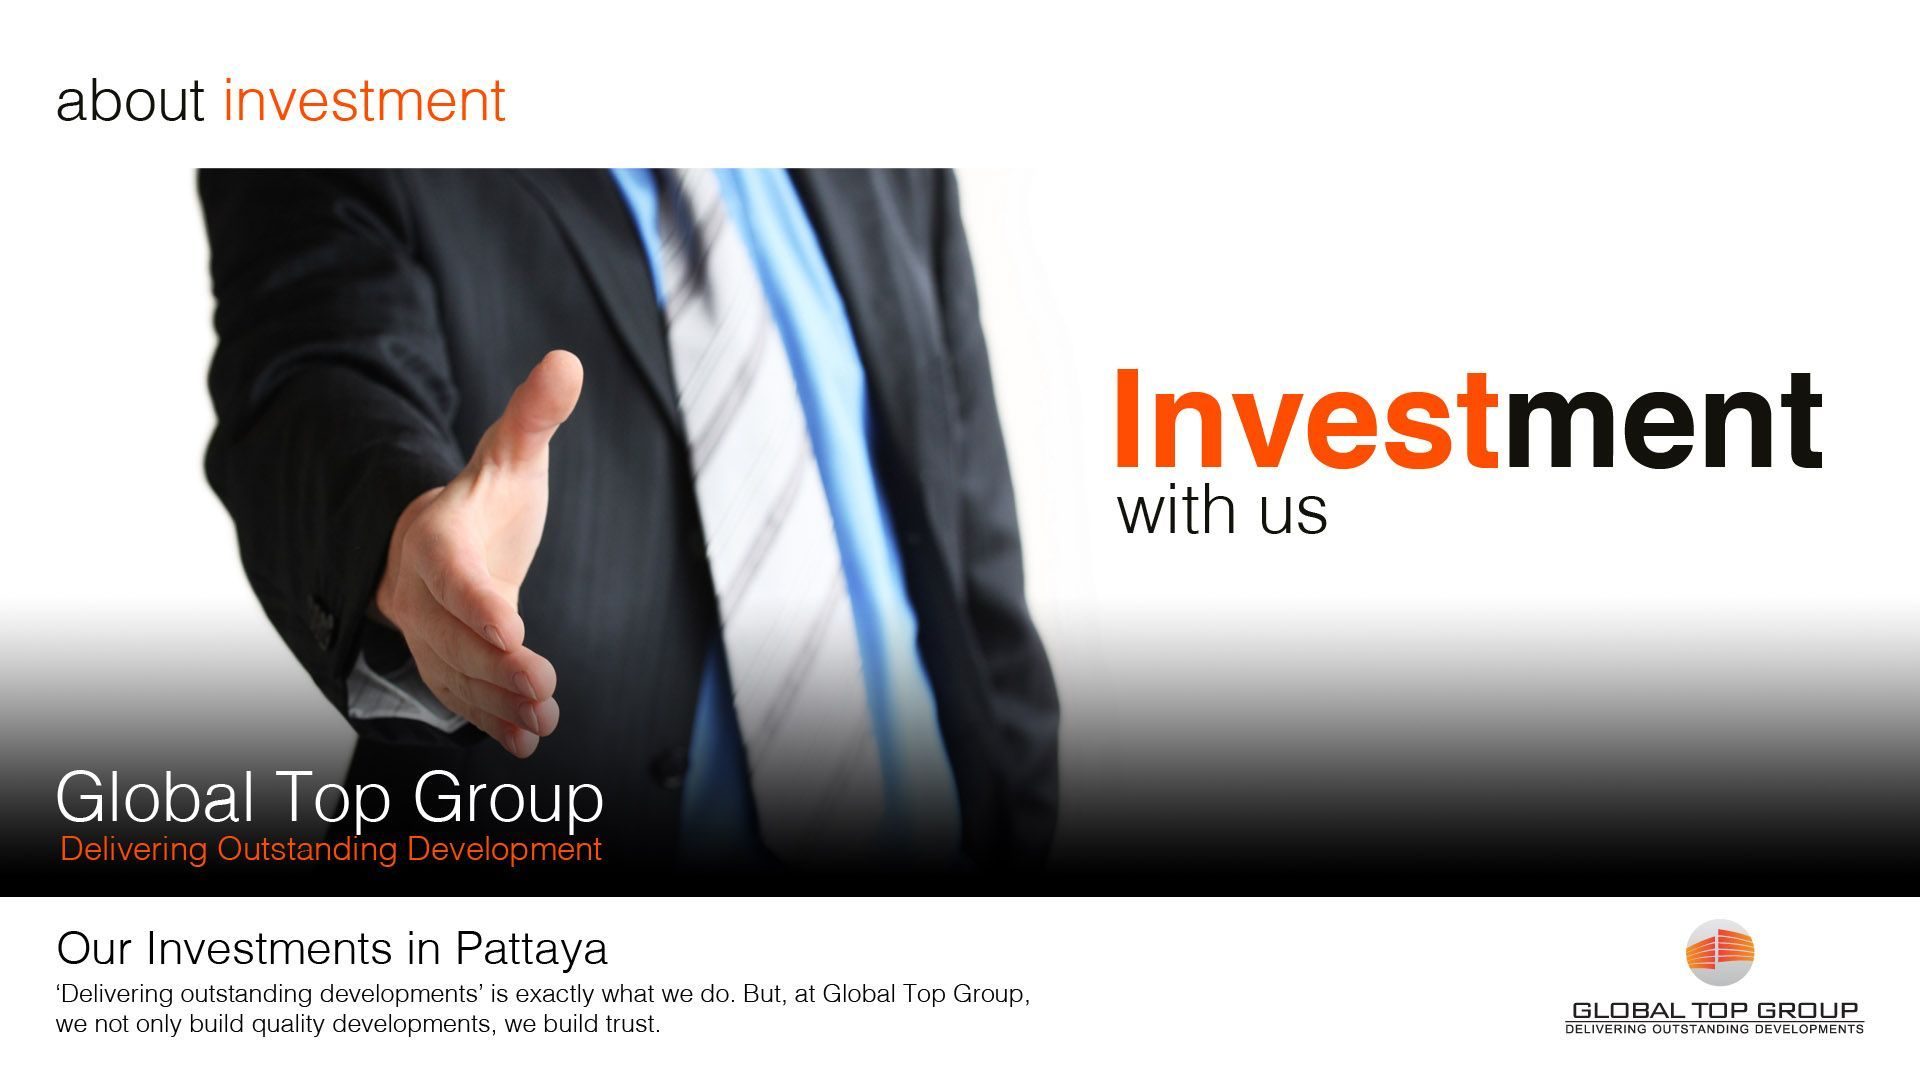 about investment
Investment
with us
Global Top Group
Delivering Outstanding Development
Our Investments in Pattaya
‘Delivering outstanding developments’ is exactly what we do. But, at Global Top Group,
we not only build quality developments, we build trust.
GLOBAL TOP GROUP
DELIVERING OUTSTANDING DEVELOPMENTS